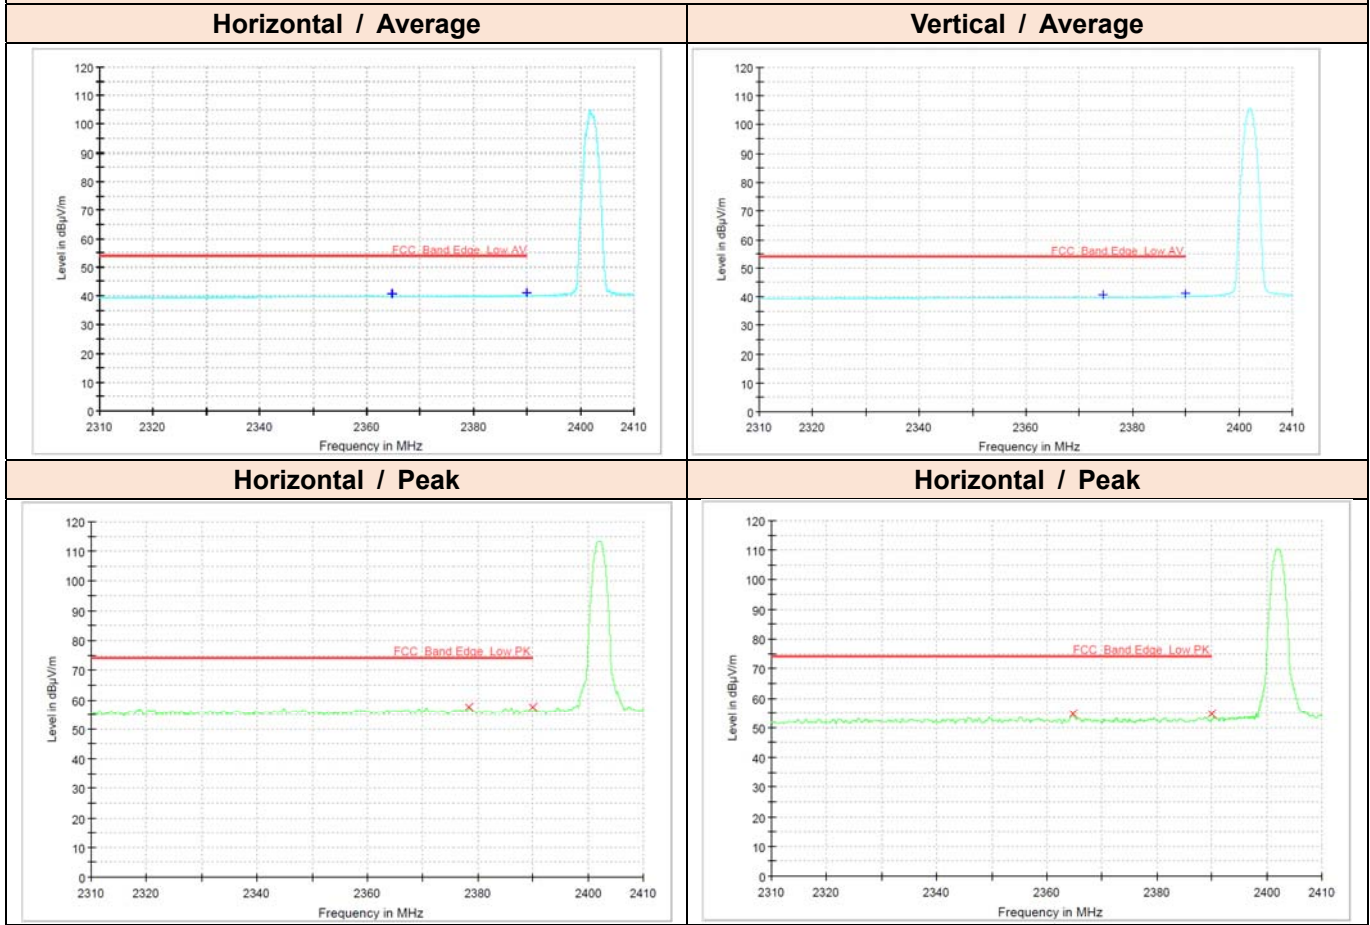 Horizontal / Average
Vertical / Average
120
110
100
90
80
70
60
50
40
30
20
10
0
Level in dBµV/m
FCC Band Edge Low AV
2310 2320 2340 2360 2380 2400 2410
Frequency in MHz
120
110
100
90
80
70
60
50
40
30
20
10
0
Level in dBµV/m
FCC Band Edge Low AV
2310 2320 2340 2360 2380 2400 2410
Frequency in MHz
Horizontal / Peak
Horizontal / Peak
120
110
100
90
80
70
60
50
40
30
20
10
0
Level in dBµV/m
FCC Band Edge Low PK
2310 2320 2340 2360 2380 2400 2410
Frequency in MHz
120
110
100
90
80
70
60
50
40
30
20
10
0
Level in dBµV/m
FCC Band Edge Low PK
2310 2320 2340 2360 2380 2400 2410
Frequency in MHz